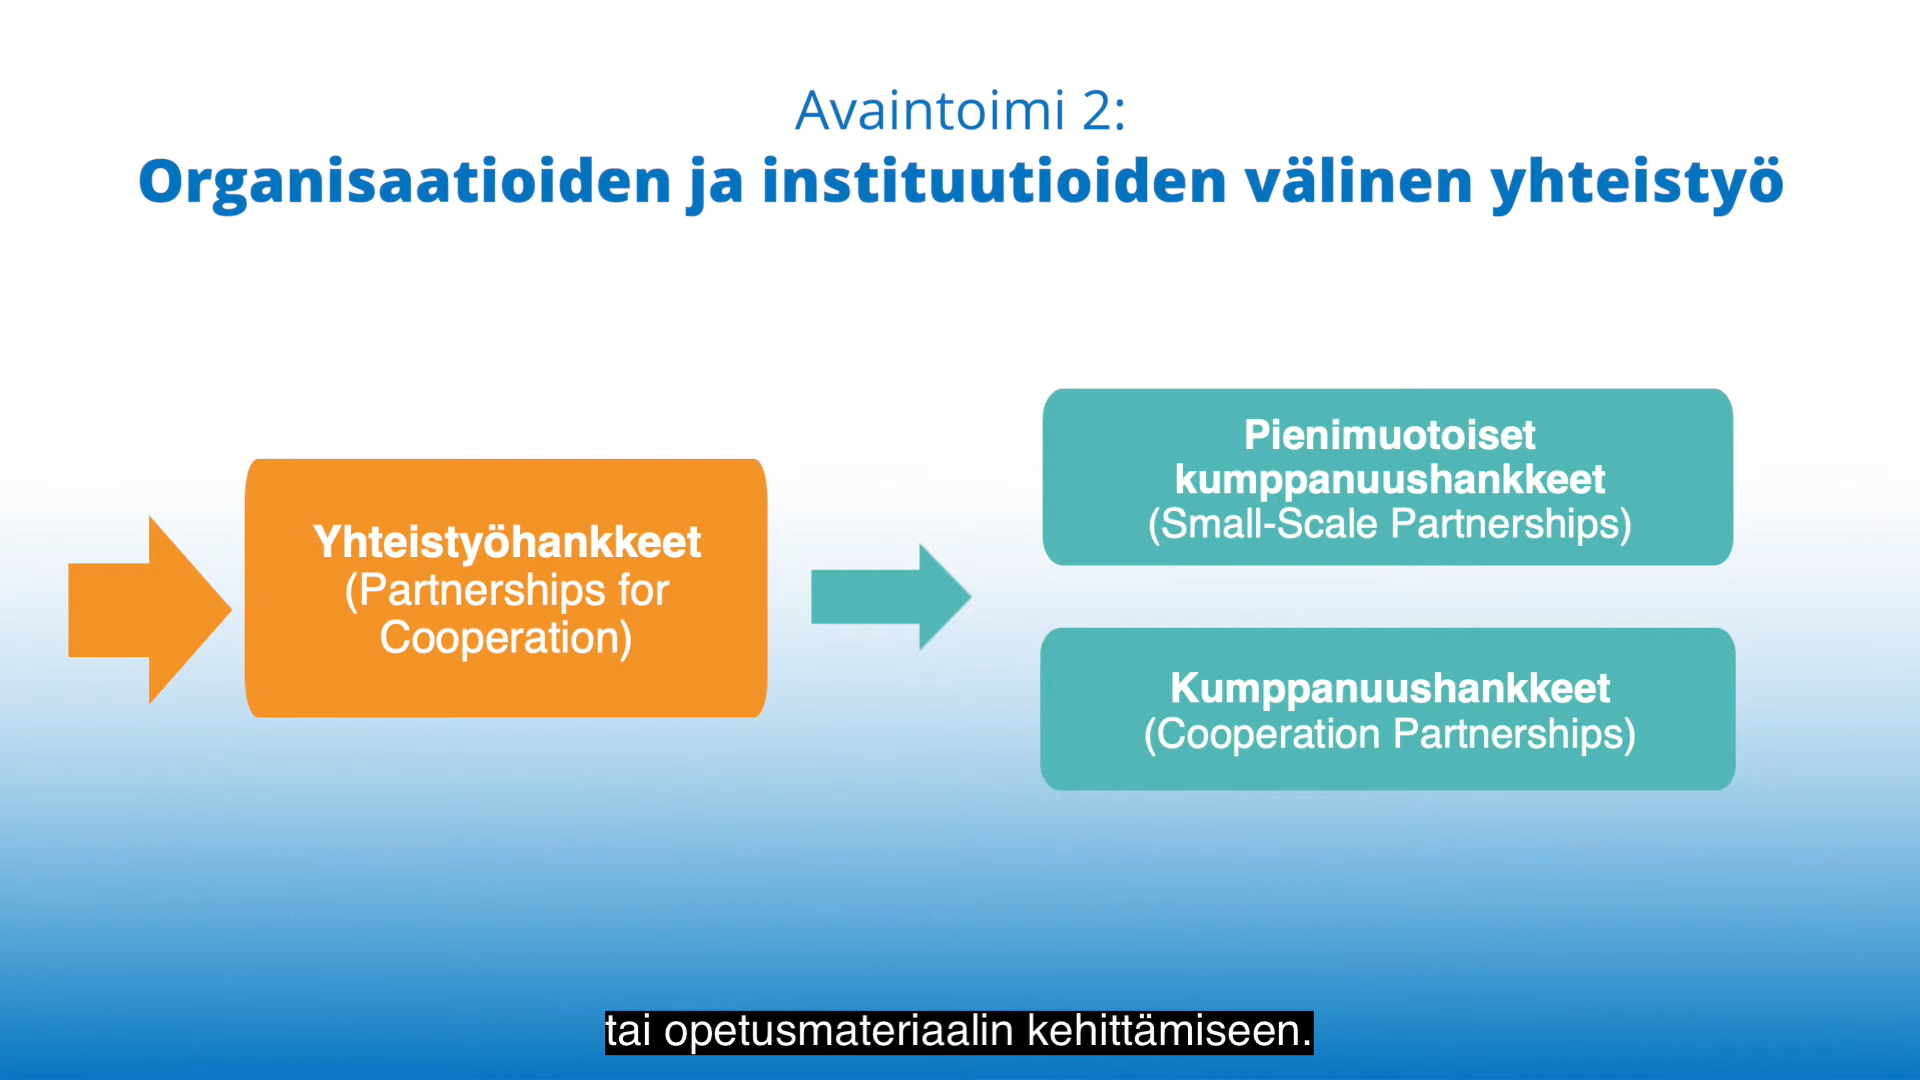 Avaintoimi 2:
Organisaatioiden ja instituutioiden välinen yhteistyö
Yhteistyöhankkeet
(Partnerships for
Cooperation)
Pienimuotoiset
kumppanuushankkeet
(Small-Scale Partnerships)
Kumppanuushankkeet
(Cooperation Partnerships)
tai opetusmateriaalin kehittämiseen.